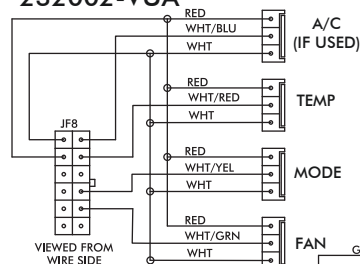 232002-VUA
RED
WHT/BLU
WHT
A/C
(IF USED)
RED
WHT/RED
WHT
TEMP
JF8
RED
WHT/YEL
WHT
MODE
RED
WHT/GRN
WHT
FAN
VIEWED FROM
WIRE SIDE
G